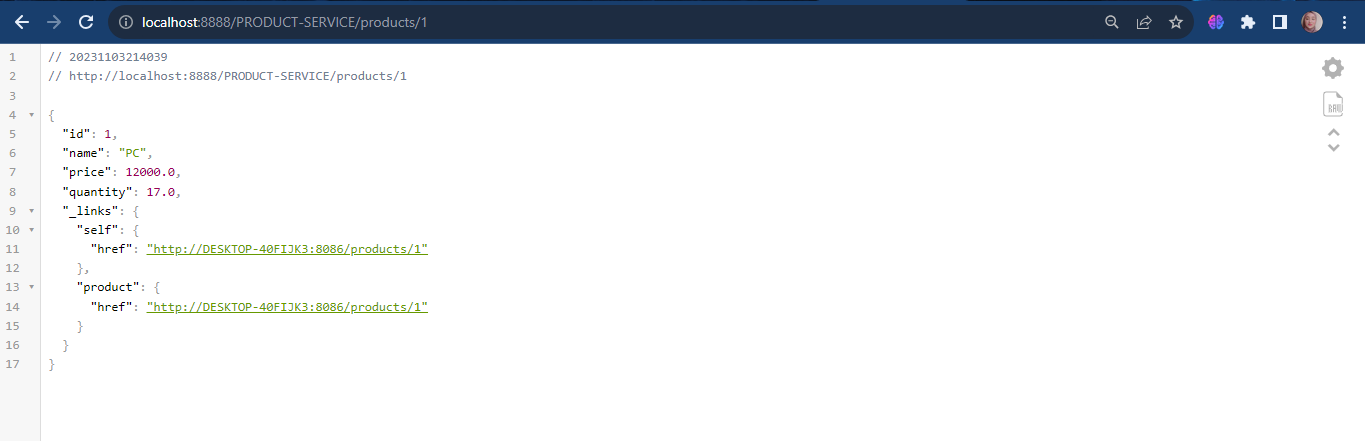 localhost:8888/PRODUCT-SERVICE/products/1
1 // 20231103214039
2 // http://localhost:8888/PRODUCT-SERVICE/products/1
3
4 {
5 "id": 1,
6 "name": "PC",
7 "price": 12000.0,
8 "quantity": 17.0,
9 "_links": {
10 "self": {
11 "href": "http://DESKTOP-40FIJK3:8086/products/1"
12 },
13 "product": {
14 "href": "http://DESKTOP-40FIJK3:8086/products/1"
15 }
16 }
17 }
RAW